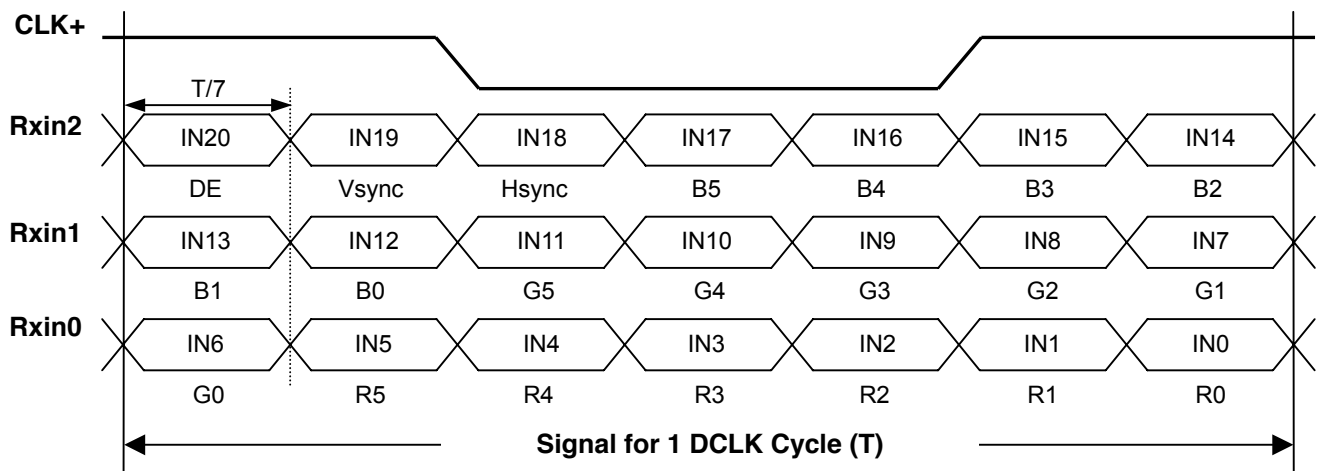 CLK+
T/7
Rxin2 IN20 IN19 IN18 IN17 IN16 IN15 IN14
DE Vsync Hsync B5 B4 B3 B2
Rxin1 IN13 IN12 IN11 IN10 IN9 IN8 IN7
B1 B0 G5 G4 G3 G2 G1
Rxin0 IN6 IN5 IN4 IN3 IN2 IN1 IN0
G0 R5 R4 R3 R2 R1 R0
Signal for 1 DCLK Cycle (T)